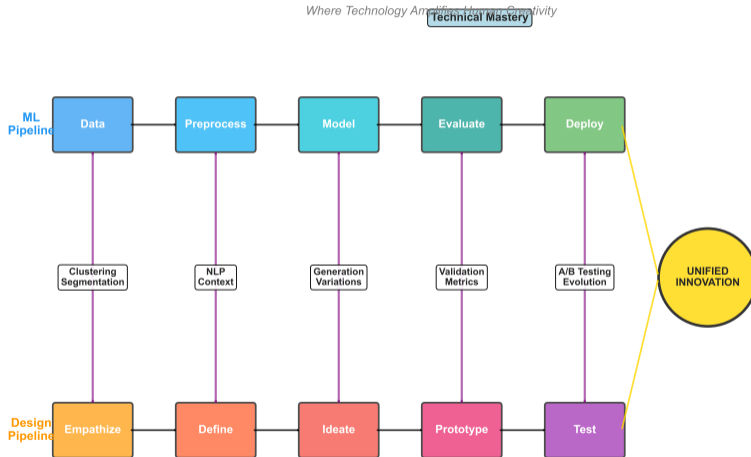 Where Technology Amplifies Human Creativity
Technical Mastery
ML
Pipeline
Data
Preprocess
Model
Evaluate
Deploy
Clustering
Segmentation
NLP
Context
Generation
Variations
Validation
Metrics
A/B Testing
Evolution
UNIFIED
INNOVATION
Design
Pipeline
Empathize
Define
Ideate
Prototype
Test